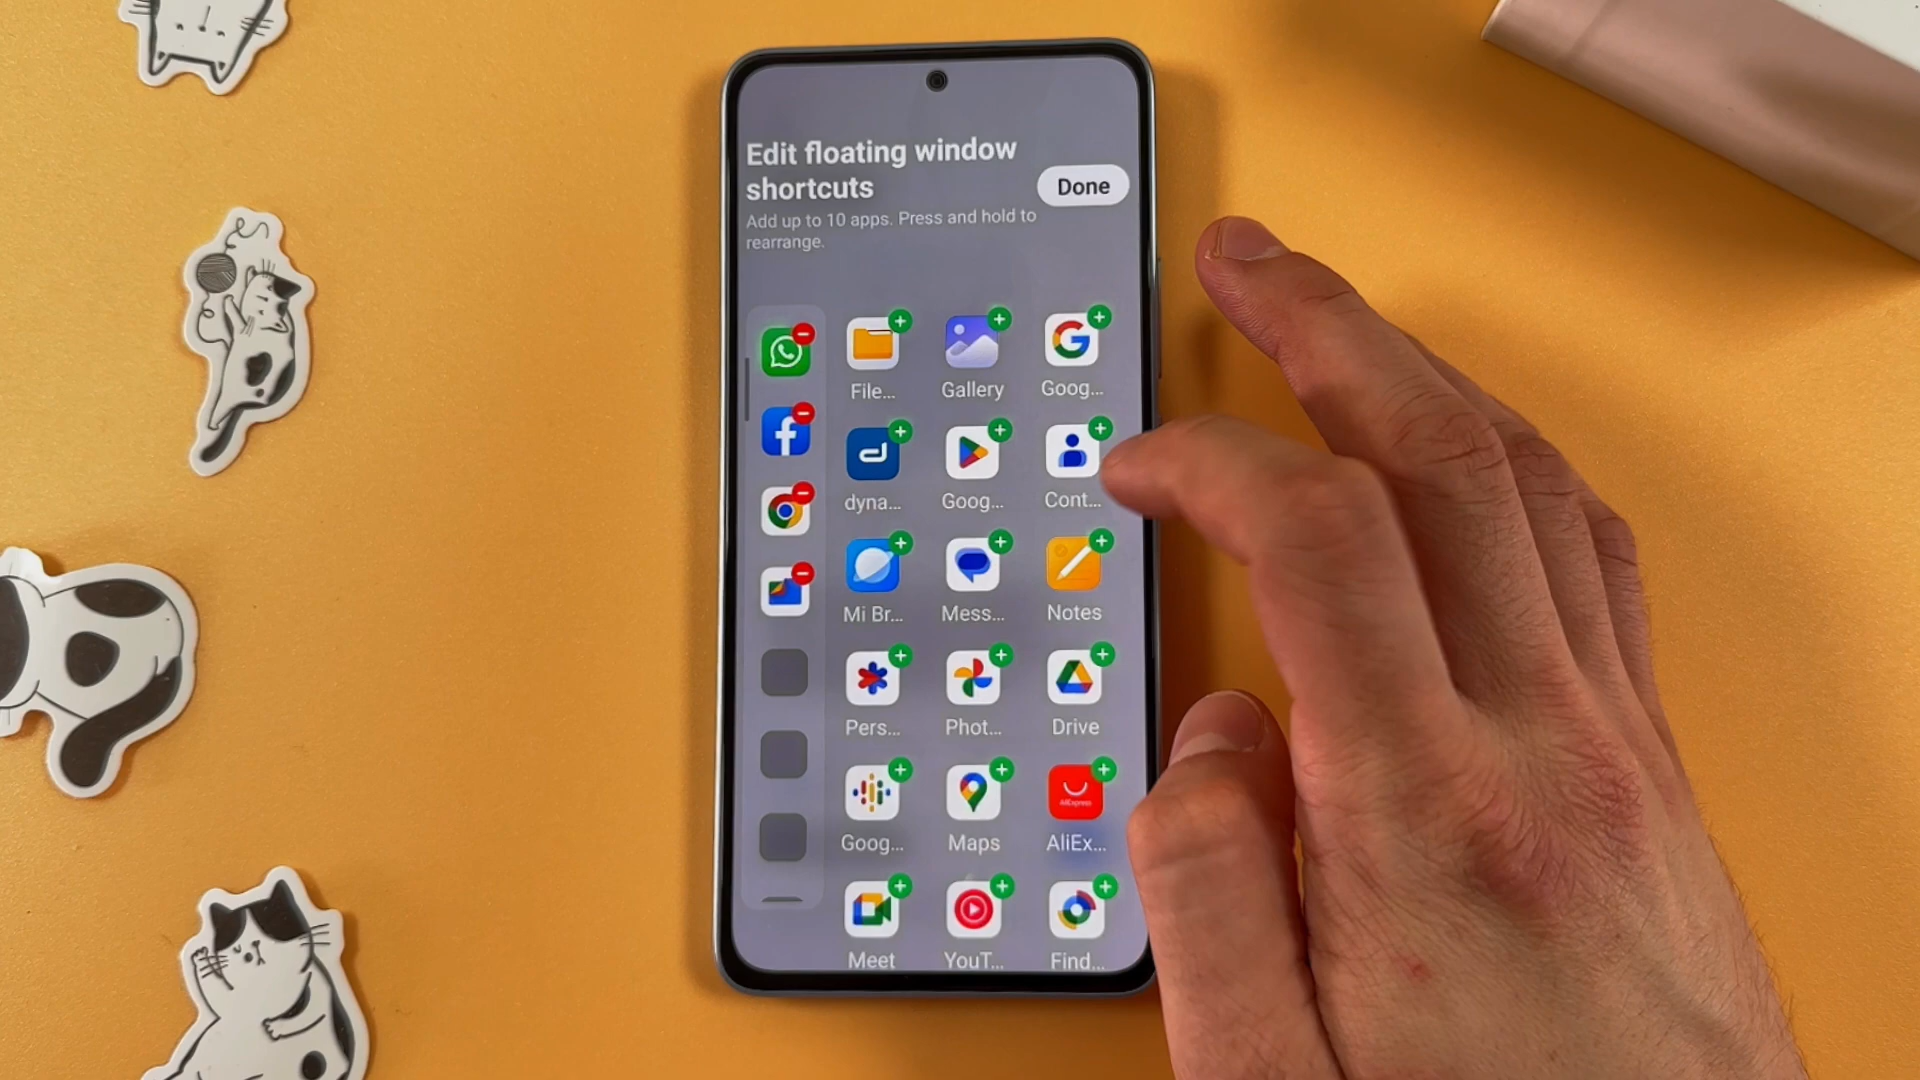 Edit floating window
shortcuts
Done
Add up to 10 apps. Press and hold to
rearrange.
File...
Gallery
Goog...
dyna...
Goog...
Cont...
Mi Br...
Mess...
Notes
Pers...
Phot...
Drive
Goog...
Maps
AliExpress
AliEx...
Meet
YouT...
Find...